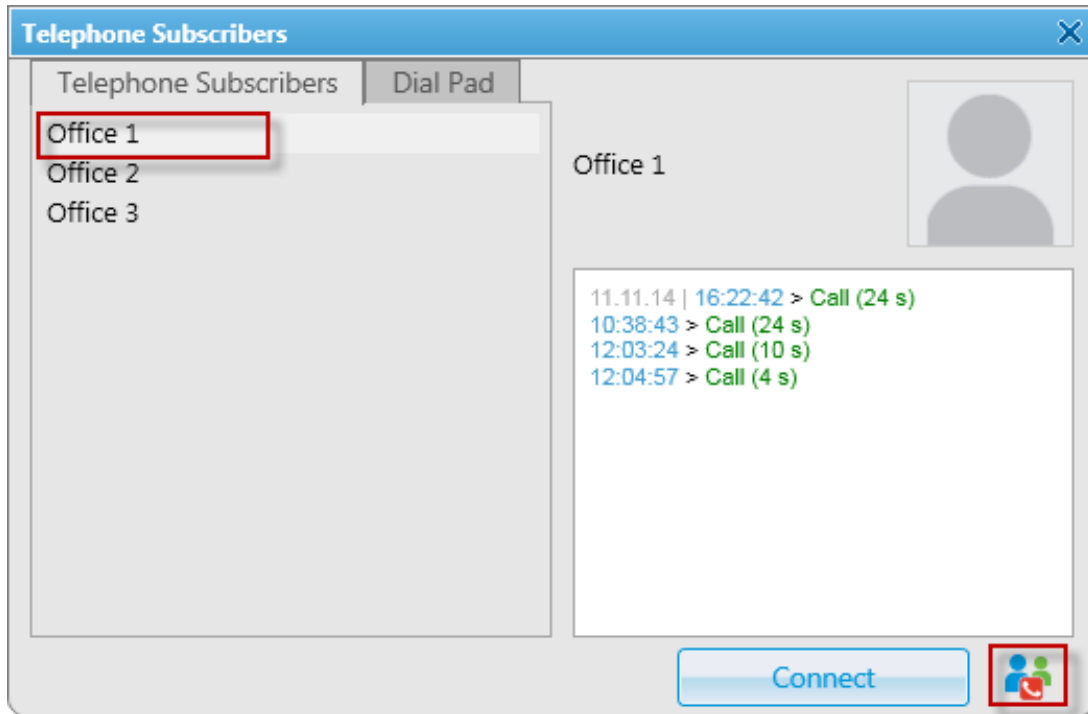 Telephone Subscribers
Telephone Subscribers
Dial Pad
Office 1
Office 2
Office 3
Office 1
11.11.14 | 16:22:42 > Call (24 s)
10:38:43 > Call (24 s)
12:03:24 > Call (10 s)
12:04:57 > Call (4 s)
Connect